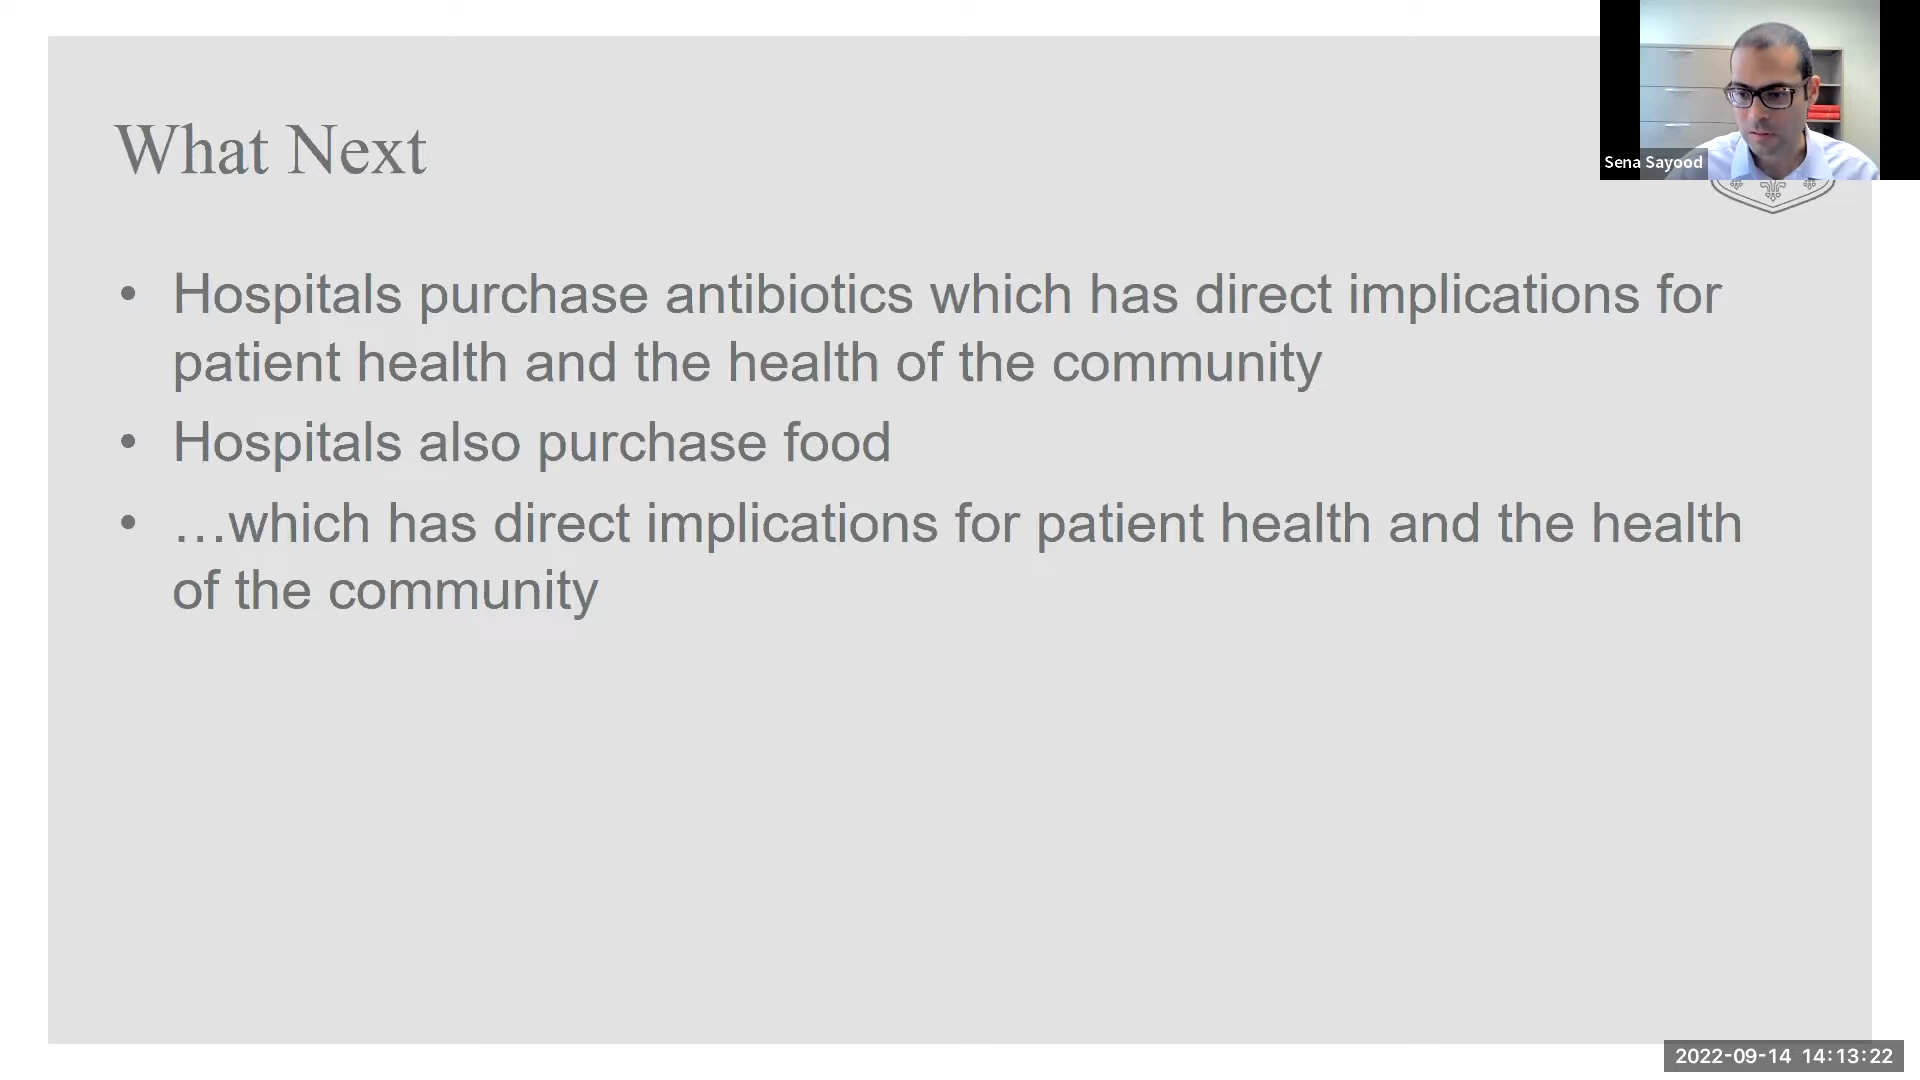 What Next
• Hospitals purchase antibiotics which has direct implications for
patient health and the health of the community
• Hospitals also purchase food
• …which has direct implications for patient health and the health
of the community
Sena Sayood
2022-09-14 14:13:22